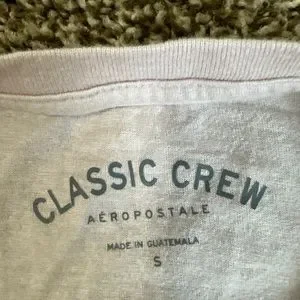 CLASSIC CREW
AÉROPOSTALE
MADE IN GUATEMALA
S